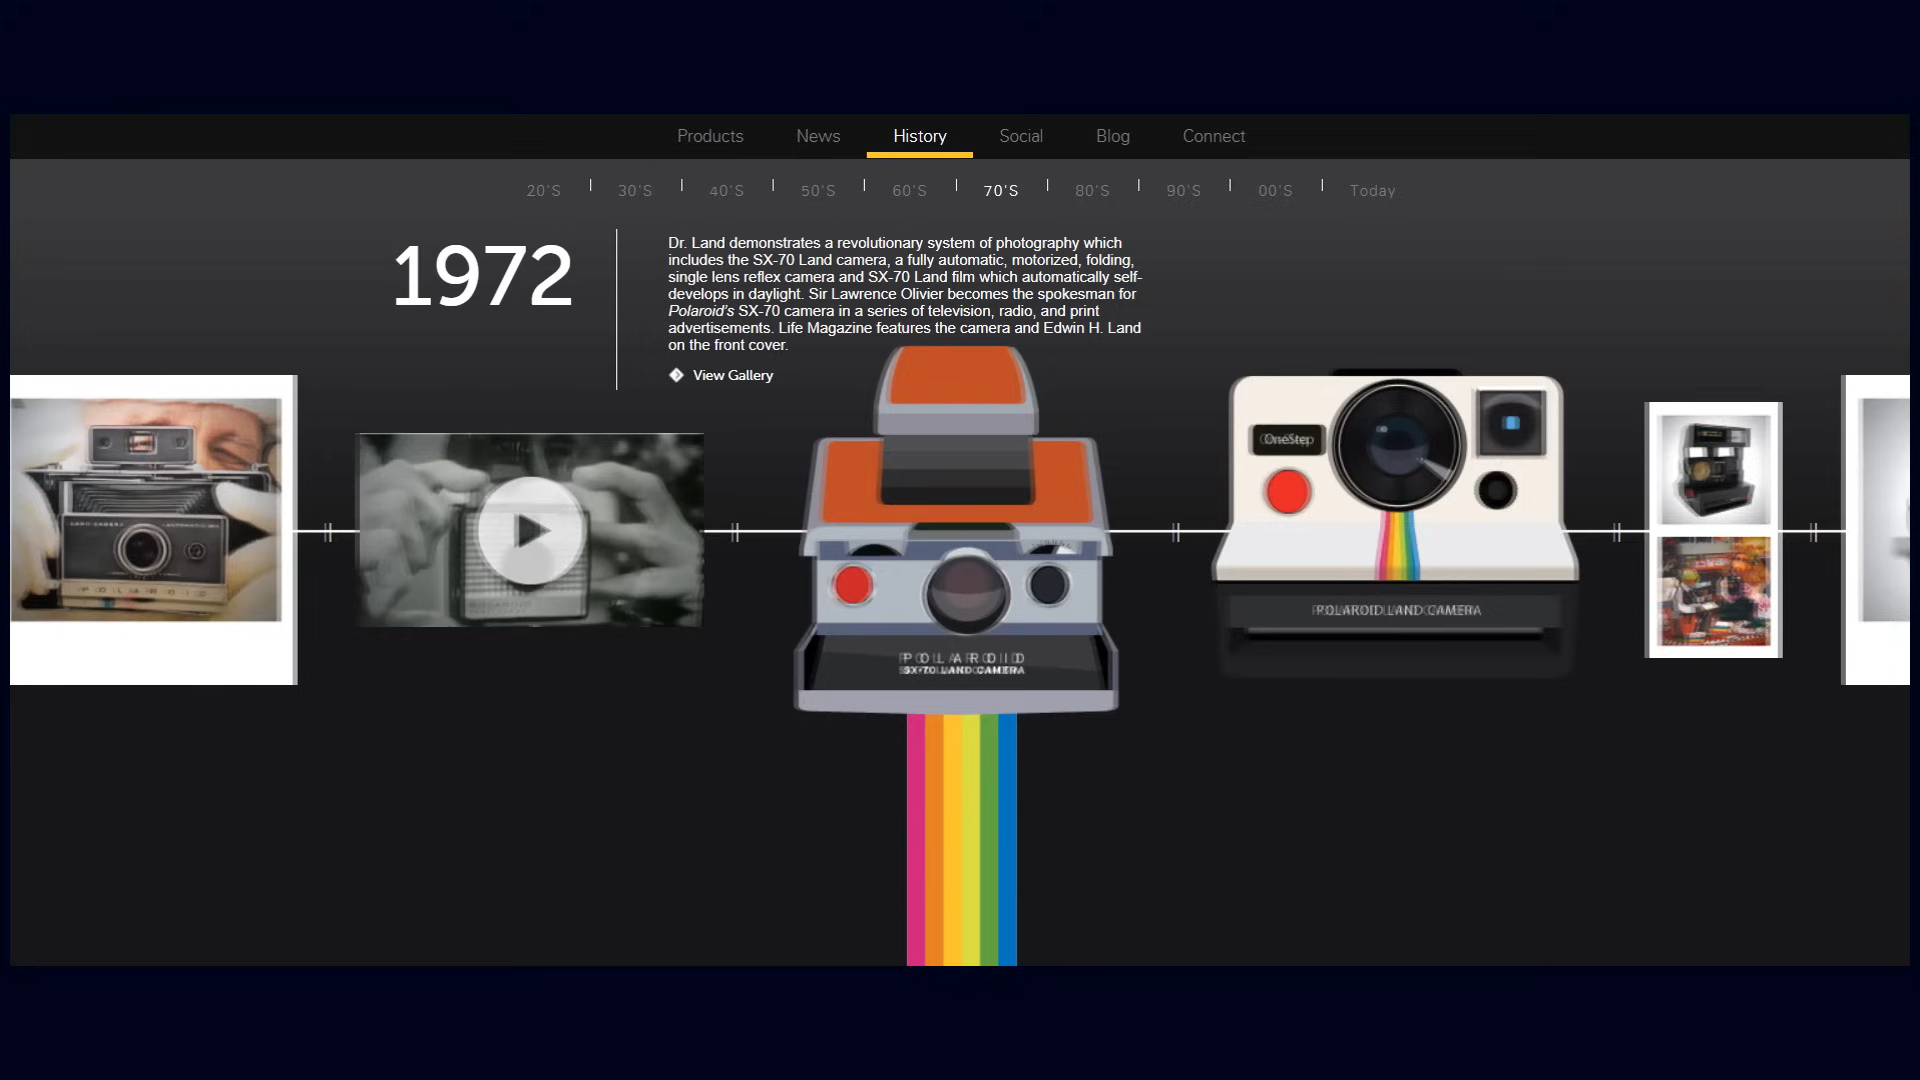 Products News History Social Blog Connect
20'S 30'S 40'S 50'S 60'S 70'S 80'S 90'S 00'S Today
1972
Dr. Land demonstrates a revolutionary system of photography which
includes the SX-70 Land camera, a fully automatic, motorized, folding,
single lens reflex camera and SX-70 Land film which automatically self-
develops in daylight. Sir Lawrence Olivier becomes the spokesman for
Polaroid's SX-70 camera in a series of television, radio, and print
advertisements. Life Magazine features the camera and Edwin H. Land
on the front cover.
View Gallery
OneStep
POLAROID LAND CAMERA
POLAROID
SX-70 LAND CAMERA
POLAROID